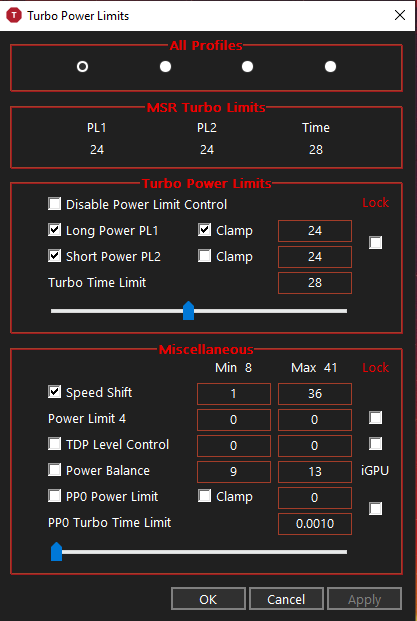 Turbo Power Limits
All Profiles
MSR Turbo Limits
PL1 PL2 Time
24 24 28
Turbo Power Limits
Disable Power Limit Control Lock
Long Power PL1 Clamp 24
Short Power PL2 Clamp 24
Turbo Time Limit 28
Miscellaneous
Min 8 Max 41 Lock
Speed Shift 1 36
Power Limit 4 0 0
TDP Level Control 0 0
Power Balance 9 13 iGPU
PP0 Power Limit Clamp 0
PP0 Turbo Time Limit 0.0010
OK Cancel Apply